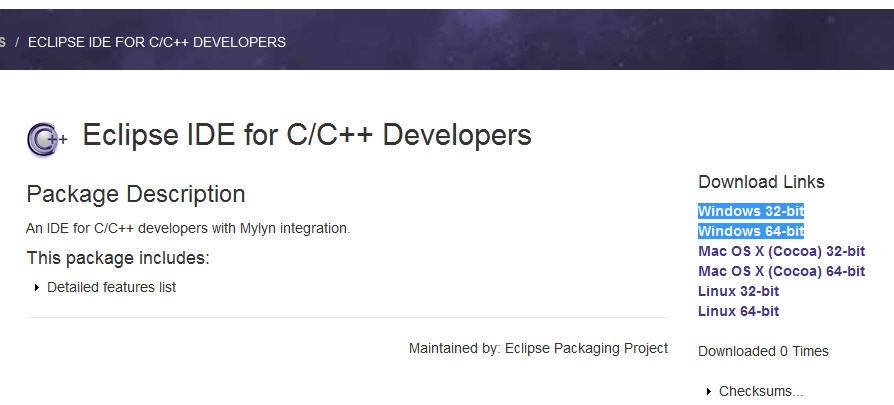 S / ECLIPSE IDE FOR C/C++ DEVELOPERS
C++
Eclipse IDE for C/C++ Developers
Package Description
An IDE for C/C++ developers with Mylyn integration.
This package includes:
Detailed features list
Maintained by: Eclipse Packaging Project
Download Links
Windows 32-bit
Windows 64-bit
Mac OS X (Cocoa) 32-bit
Mac OS X (Cocoa) 64-bit
Linux 32-bit
Linux 64-bit
Downloaded 0 Times
Checksums...